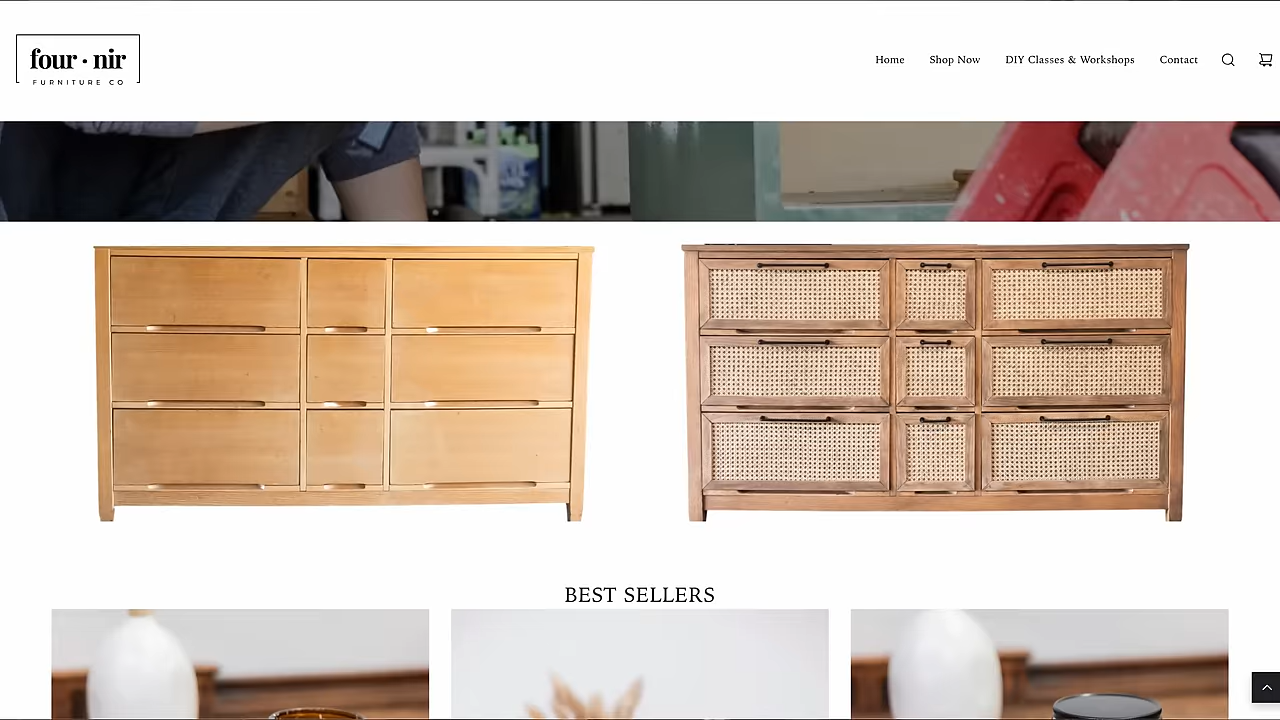 four · nir
FURNITURE CO
Home
Shop Now
DIY Classes & Workshops
Contact
BEST SELLERS